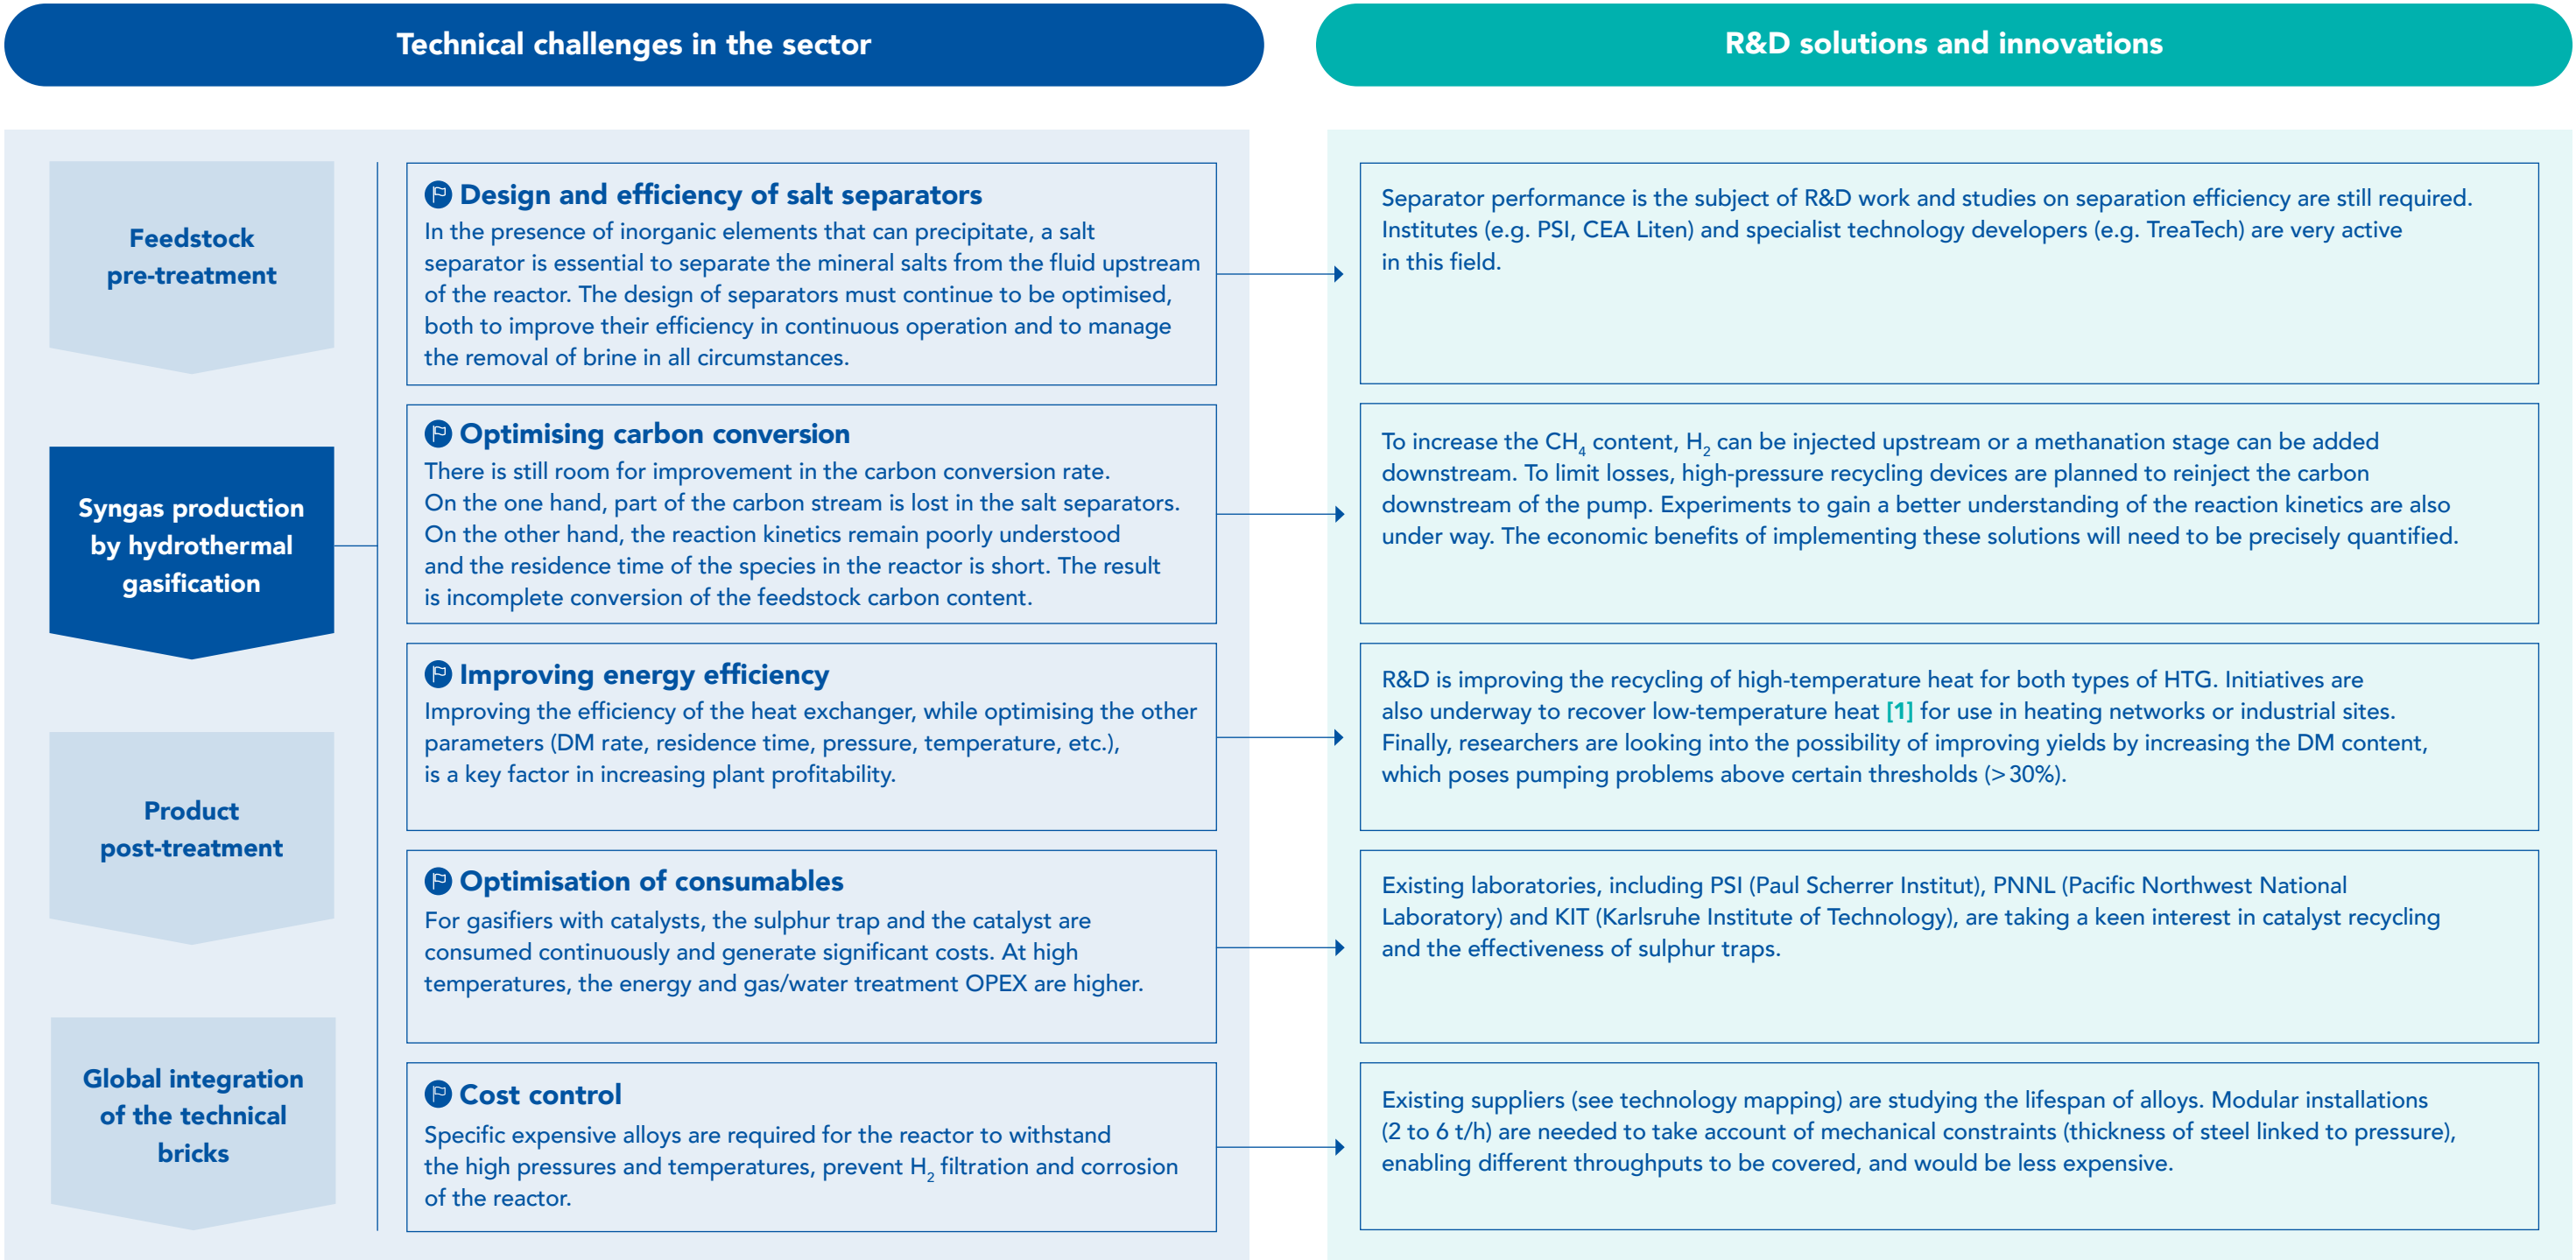 Technical challenges in the sector
R&D solutions and innovations
Feedstock
pre-treatment
Syngas production
by hydrothermal
gasification
Product
post-treatment
Global integration
of the technical
bricks
Design and efficiency of salt separators
In the presence of inorganic elements that can precipitate, a salt
separator is essential to separate the mineral salts from the fluid upstream
of the reactor. The design of separators must continue to be optimised,
both to improve their efficiency in continuous operation and to manage
the removal of brine in all circumstances.
Separator performance is the subject of R&D work and studies on separation efficiency are still required.
Institutes (e.g. PSI, CEA Liten) and specialist technology developers (e.g. TreaTech) are very active
in this field.
Optimising carbon conversion
There is still room for improvement in the carbon conversion rate.
On the one hand, part of the carbon stream is lost in the salt separators.
On the other hand, the reaction kinetics remain poorly understood
and the residence time of the species in the reactor is short. The result
is incomplete conversion of the feedstock carbon content.
To increase the CH4 content, H2 can be injected upstream or a methanation stage can be added
downstream. To limit losses, high-pressure recycling devices are planned to reinject the carbon
downstream of the pump. Experiments to gain a better understanding of the reaction kinetics are also
under way. The economic benefits of implementing these solutions will need to be precisely quantified.
Improving energy efficiency
Improving the efficiency of the heat exchanger, while optimising the other
parameters (DM rate, residence time, pressure, temperature, etc.),
is a key factor in increasing plant profitability.
R&D is improving the recycling of high-temperature heat for both types of HTG. Initiatives are
also underway to recover low-temperature heat [1] for use in heating networks or industrial sites.
Finally, researchers are looking into the possibility of improving yields by increasing the DM content,
which poses pumping problems above certain thresholds (> 30%).
Optimisation of consumables
For gasifiers with catalysts, the sulphur trap and the catalyst are
consumed continuously and generate significant costs. At high
temperatures, the energy and gas/water treatment OPEX are higher.
Existing laboratories, including PSI (Paul Scherrer Institut), PNNL (Pacific Northwest National
Laboratory) and KIT (Karlsruhe Institute of Technology), are taking a keen interest in catalyst recycling
and the effectiveness of sulphur traps.
Cost control
Specific expensive alloys are required for the reactor to withstand
the high pressures and temperatures, prevent H2 filtration and corrosion
of the reactor.
Existing suppliers (see technology mapping) are studying the lifespan of alloys. Modular installations
(2 to 6 t/h) are needed to take account of mechanical constraints (thickness of steel linked to pressure),
enabling different throughputs to be covered, and would be less expensive.